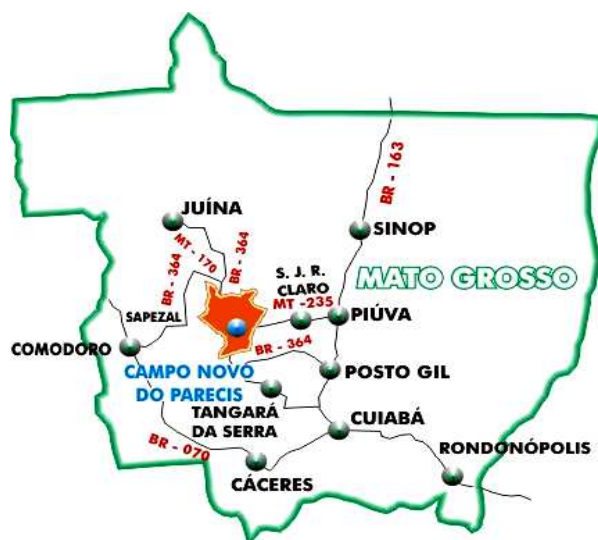 BR - 163
JUÍNA
SINOP
MT - 170
BR - 364
BR - 364
S. J. R.
CLARO
MATO GROSSO
MT -235
SAPEZAL
PIÚVA
COMODORO
BR - 364
CAMPO NOVO
DO PARECIS
POSTO GIL
TANGARÁ
DA SERRA
CUIABÁ
BR - 070
RONDONÓPOLIS
CÁCERES